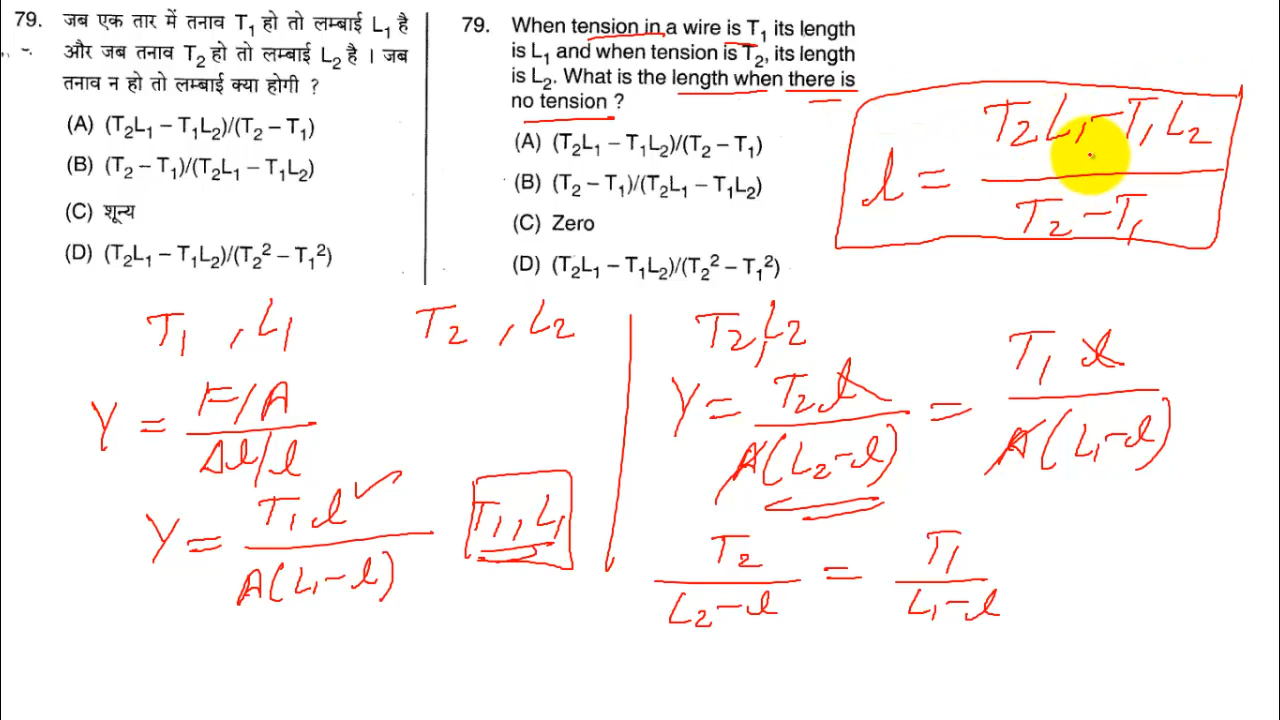 79. जब एक तार में तनाव T₁ हो तो लम्बाई L₁ है
और जब तनाव T₂ हो तो लम्बाई L₂ है । जब
तनाव न हो तो लम्बाई क्या होगी ?
(A) (T₂L₁ – T₁L₂)/(T₂ – T₁)
(B) (T₂ – T₁)/(T₂L₁ – T₁L₂)
(C) शून्य
(D) (T₂L₁ – T₁L₂)/(T₂² – T₁²)
79. When tension in a wire is T₁ its length
is L₁ and when tension is T₂, its length
is L₂. What is the length when there is
no tension ?
(A) (T₂L₁ – T₁L₂)/(T₂ – T₁)
(B) (T₂ – T₁)/(T₂L₁ – T₁L₂)
(C) Zero
(D) (T₂L₁ – T₁L₂)/(T₂² – T₁²)
T₂L₁ – T₁L₂
l =
T₂ – T₁
T₁ , L₁
T₂ , L₂
Y = F/A
Δl/l
Y = T₁ l
A(L₁ – l)
T₁, L₁
T₂, L₂
Y = T₂ l = T₁ l
A(L₂ – l) A(L₁ – l)
T₂ = T₁
L₂ – l L₁ – l